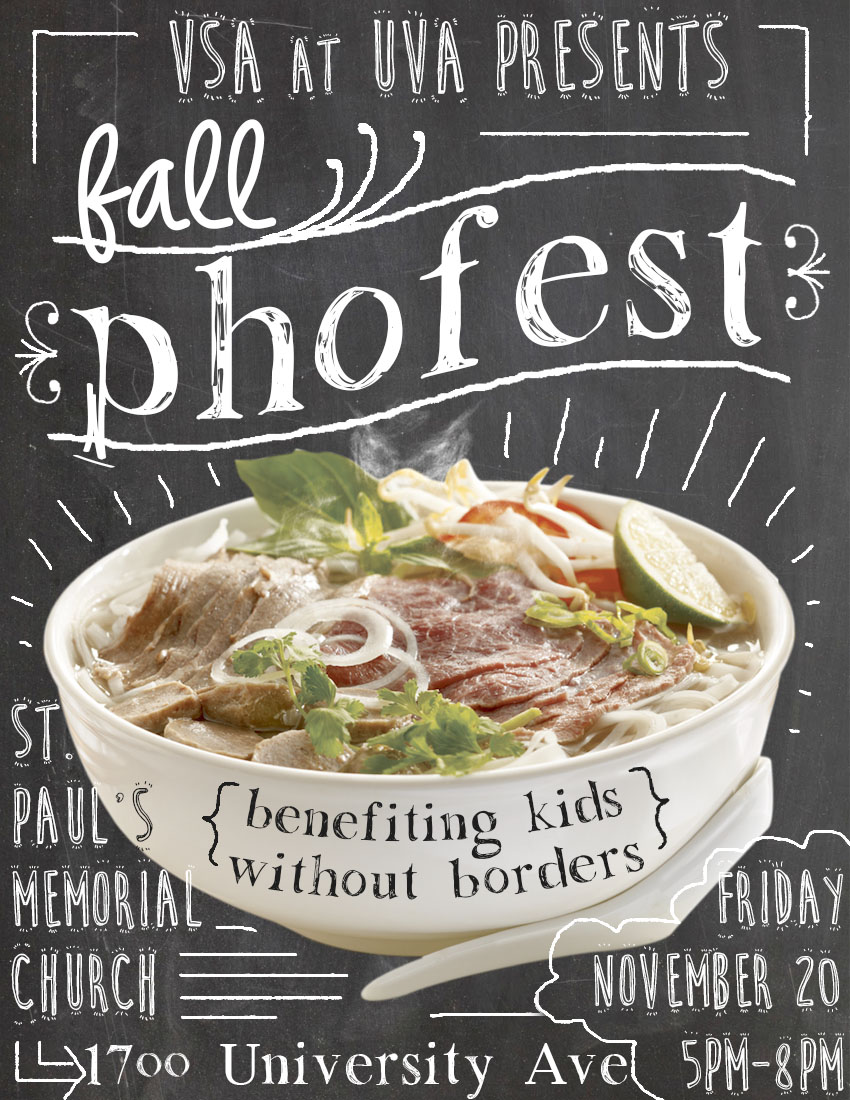 VSA AT UVA PRESENTS
fall
phofest
{benefiting kids
without borders}
ST.
PAUL'S
MEMORIAL
CHURCH
1700 University Ave
FRIDAY
NOVEMBER 20
5PM-8PM